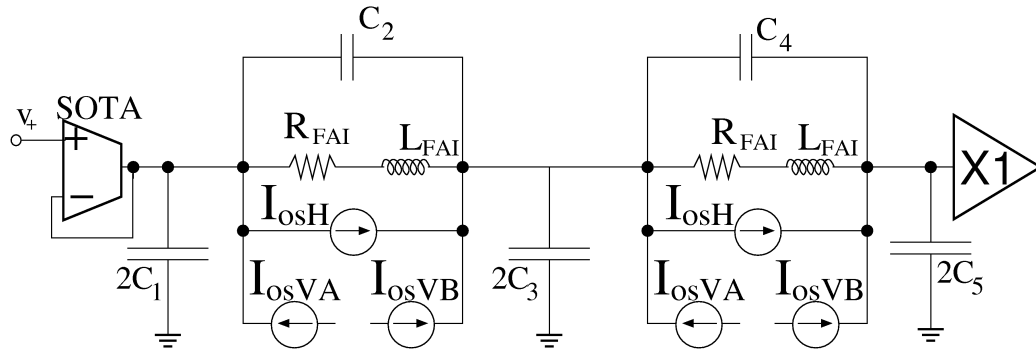 C2 C4
V+ SOTA
RFAI LFAI RFAI LFAI
+
−
X1
IosH IosH
2C1 IosVA IosVB 2C3 IosVA IosVB 2C5